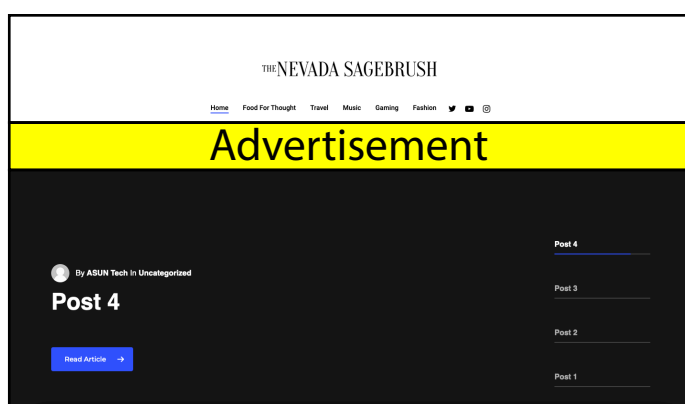 THE NEVADA SAGEBRUSH
Home Food For Thought Travel Music Gaming Fashion
Advertisement
By ASUN Tech In Uncategorized
Post 4
Read Article →
Post 4
Post 3
Post 2
Post 1